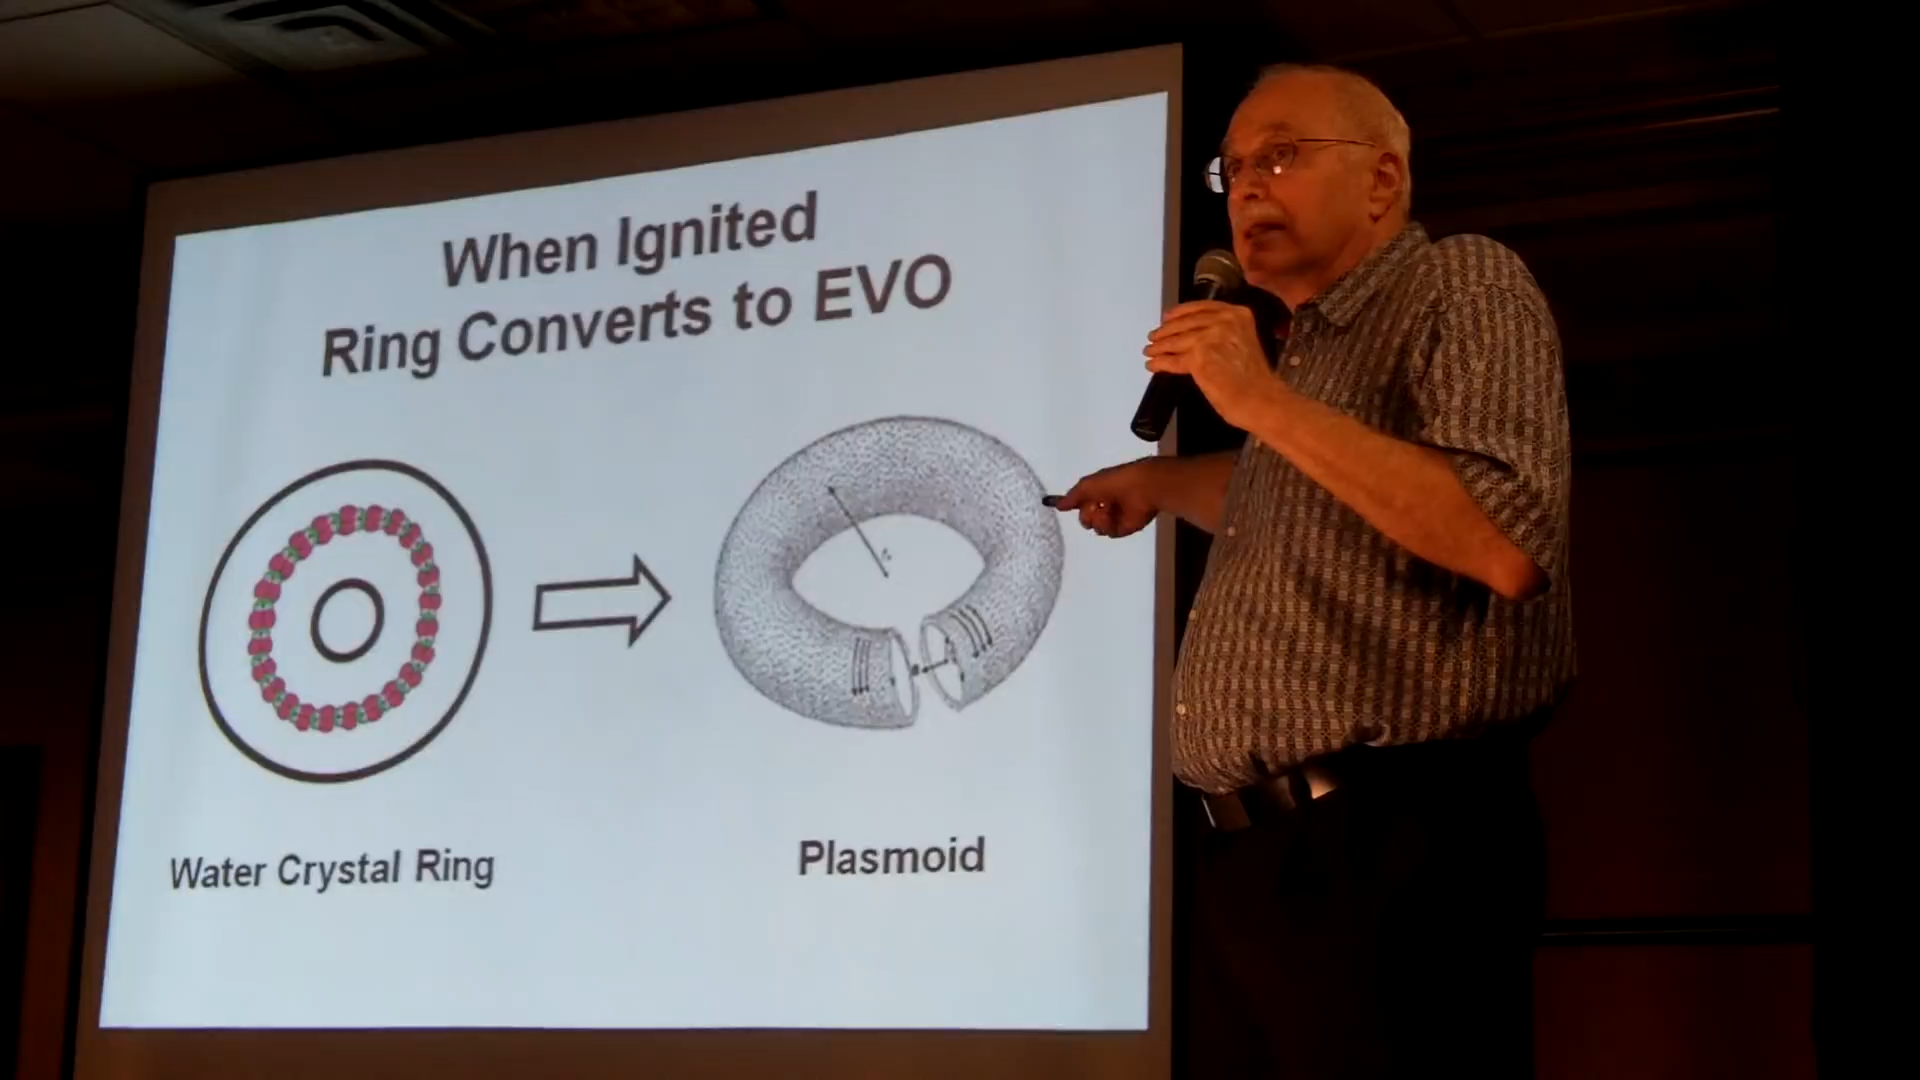 When Ignited
Ring Converts to EVO
Water Crystal Ring
Plasmoid